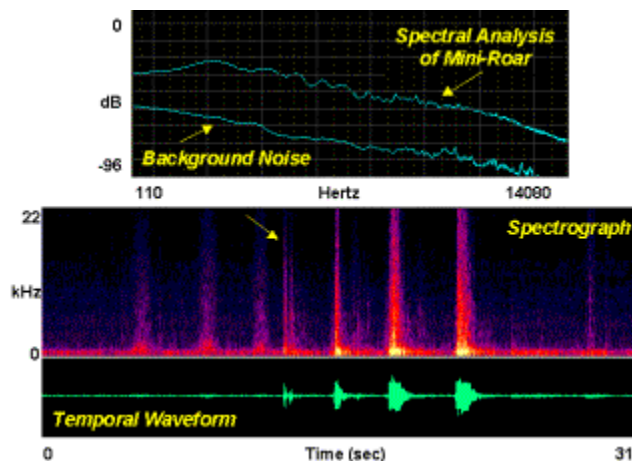 0
Spectral Analysis
of Mini-Roar
dB
Background Noise
-96
110 Hertz 14080
22
Spectrograph
kHz
0
Temporal Waveform
0 Time (sec) 31